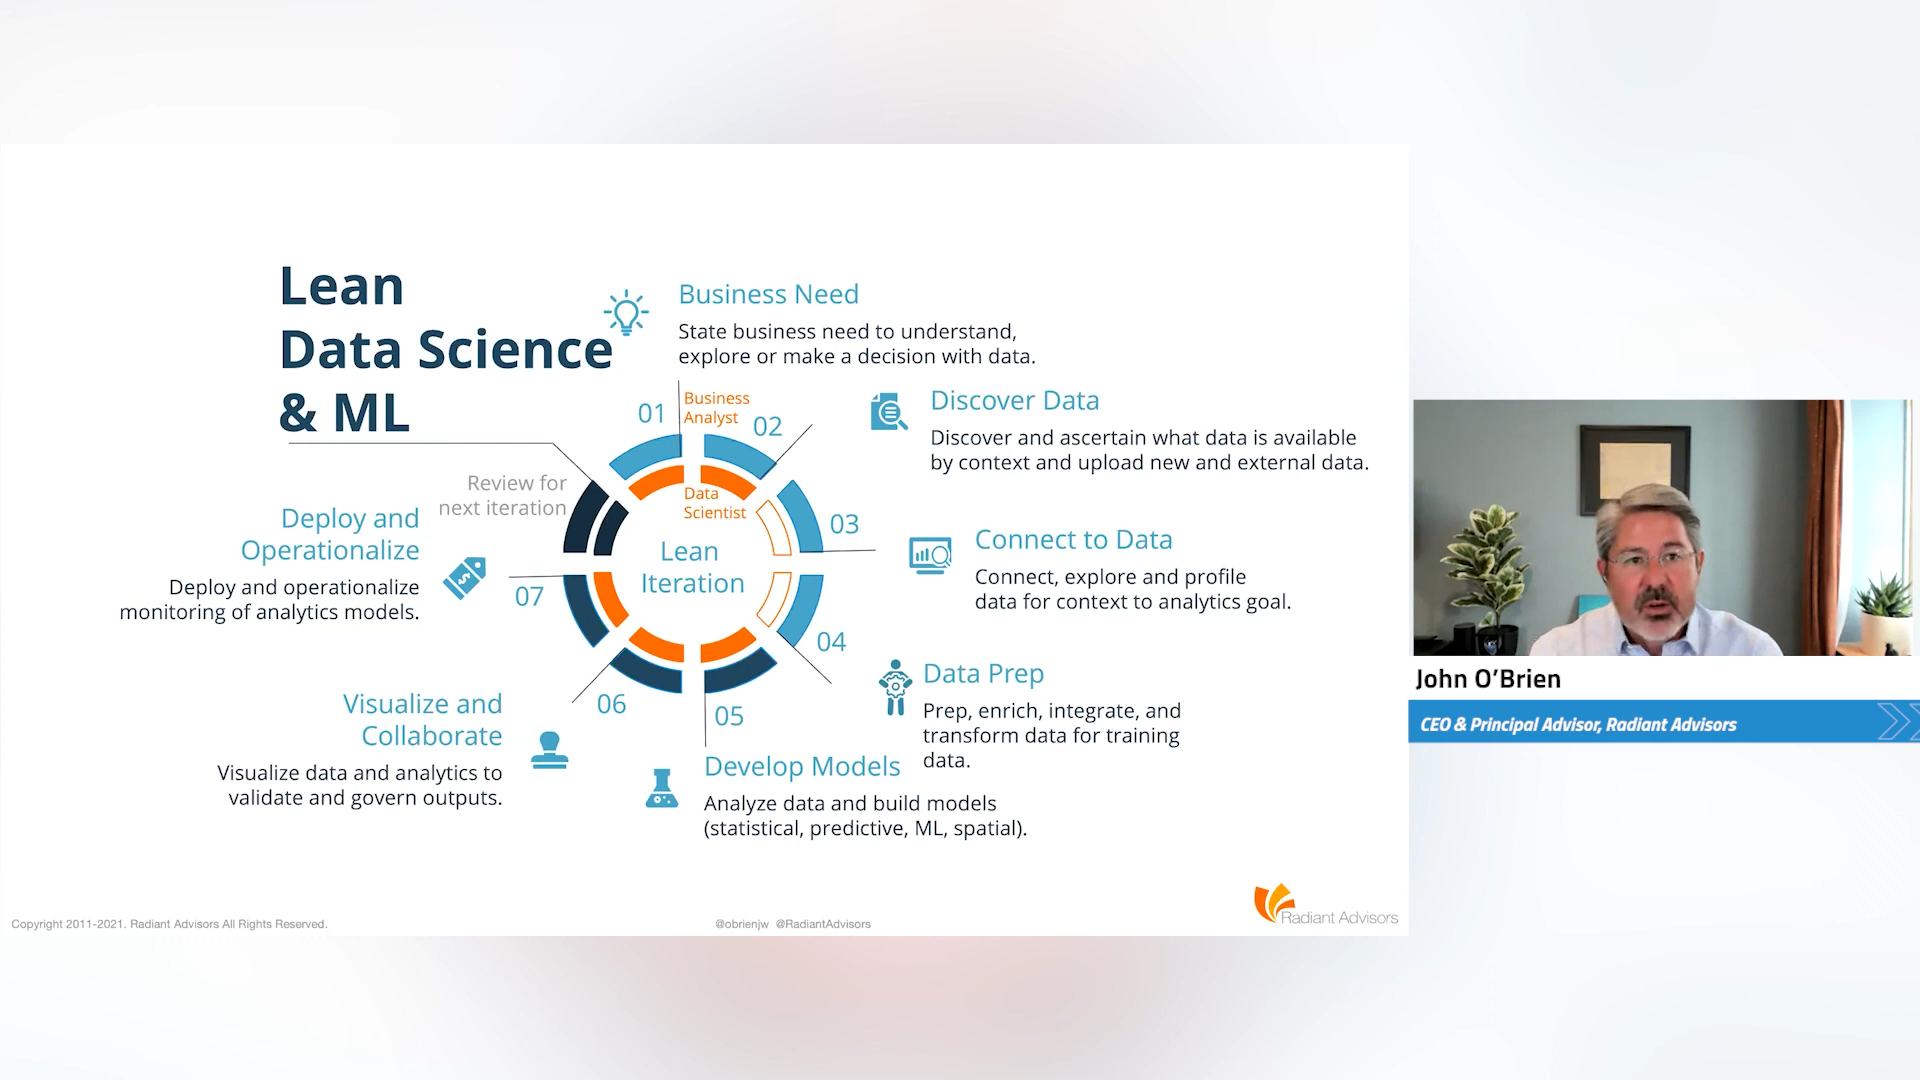 Lean
Data Science
& ML
Business Need
State business need to understand,
explore or make a decision with data.
01
Business
Analyst
02
Discover Data
Discover and ascertain what data is available
by context and upload new and external data.
03
Connect to Data
Connect, explore and profile
data for context to analytics goal.
04
Data Prep
Prep, enrich, integrate, and
transform data for training
data.
05
Develop Models
Analyze data and build models
(statistical, predictive, ML, spatial).
06
Visualize and
Collaborate
Visualize data and analytics to
validate and govern outputs.
07
Deploy and
Operationalize
Deploy and operationalize
monitoring of analytics models.
Review for
next iteration
Data
Scientist
Lean
Iteration
$
Copyright 2011-2021. Radiant Advisors All Rights Reserved.
@obrienjw @RadiantAdvisors
Radiant Advisors
John O’Brien
CEO & Principal Advisor, Radiant Advisors